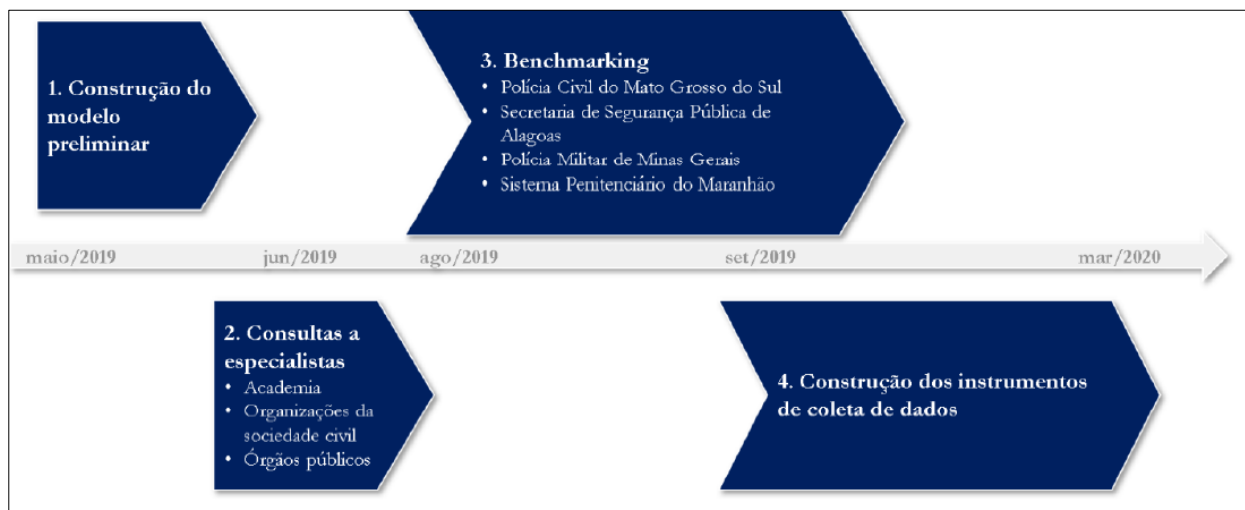 1. Construção do
modelo
preliminar
3. Benchmarking
• Polícia Civil do Mato Grosso do Sul
• Secretaria de Segurança Pública de
Alagoas
• Polícia Militar de Minas Gerais
• Sistema Penitenciário do Maranhão
maio/2019
jun/2019
ago/2019
set/2019
mar/2020
2. Consultas a
especialistas
• Academia
• Organizações da
sociedade civil
• Órgãos públicos
4. Construção dos instrumentos
de coleta de dados